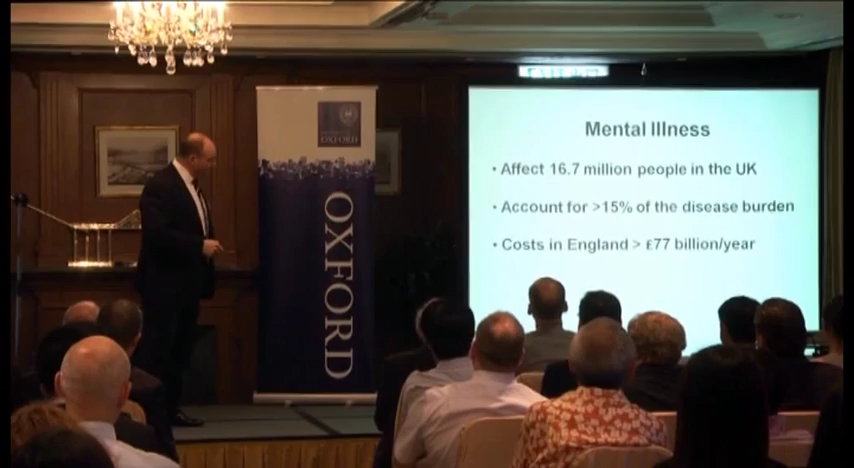 OXFORD
OXFORD
Mental Illness
• Affect 16.7 million people in the UK
• Account for >15% of the disease burden
• Costs in England > £77 billion/year